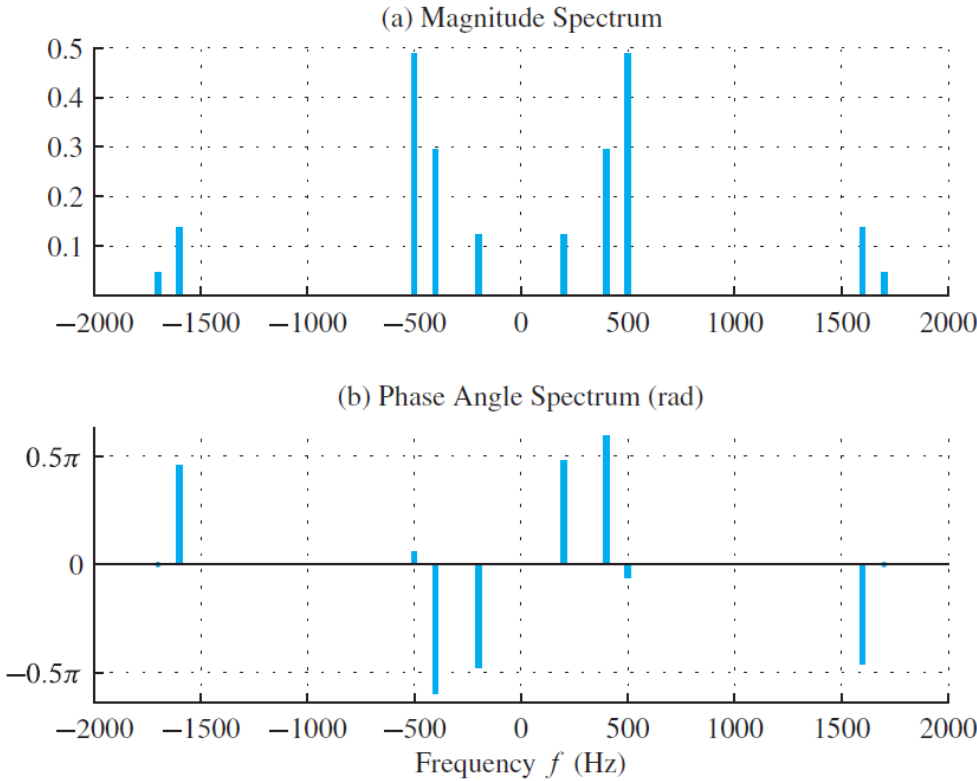 (a) Magnitude Spectrum
0.5
0.4
0.3
0.2
0.1
−2000 −1500 −1000 −500 0 500 1000 1500 2000
(b) Phase Angle Spectrum (rad)
0.5π
0
−0.5π
−2000 −1500 −1000 −500 0 500 1000 1500 2000
Frequency f (Hz)